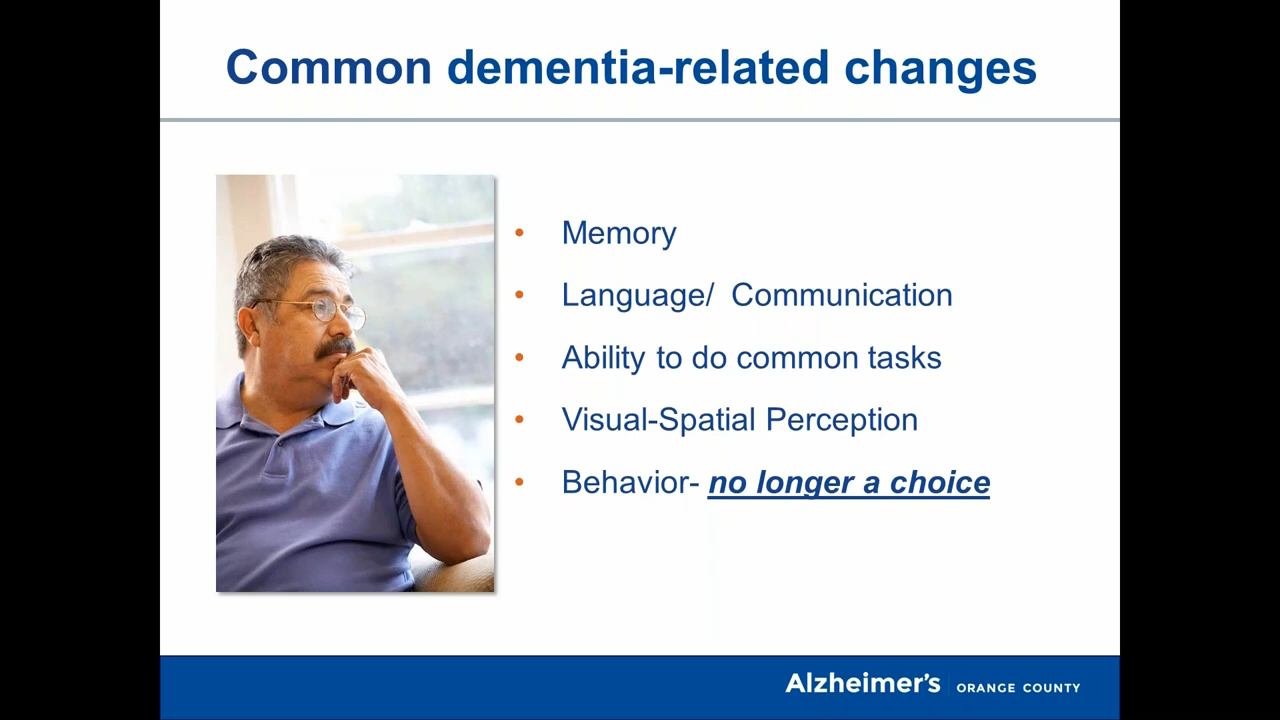 Common dementia-related changes
• Memory
• Language/ Communication
• Ability to do common tasks
• Visual-Spatial Perception
• Behavior- no longer a choice
Alzheimer's ORANGE COUNTY